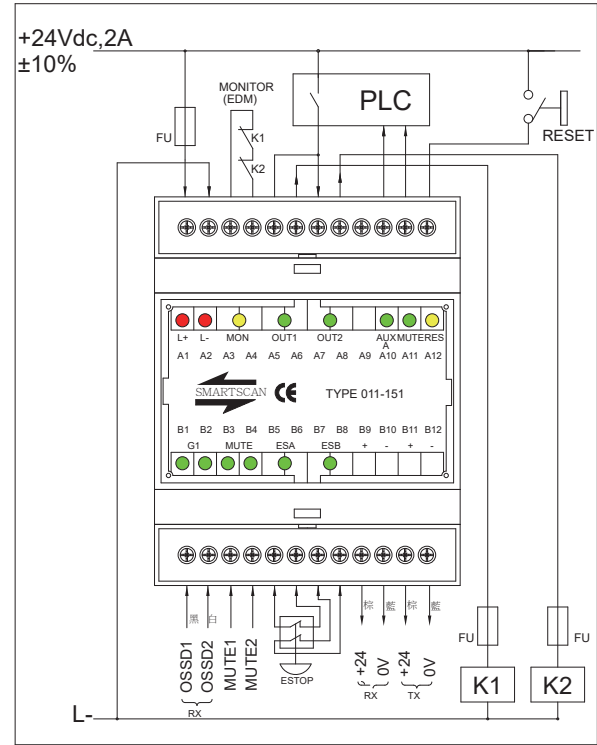 +24Vdc,2A
±10%
MONITOR
(EDM)
PLC
FU
K1
K2
RESET
L+ L- MON OUT1 OUT2 AUX MUTE RES
A
A1 A2 A3 A4 A5 A6 A7 A8 A9 A10 A11 A12
SMARTSCAN CE TYPE 011-151
B1 B2 B3 B4 B5 B6 B7 B8 B9 B10 B11 B12
G1 MUTE ESA ESB + - + -
黑 白 棕 藍 棕 藍
OSSD1
OSSD2
MUTE1
MUTE2
ESTOP
+24
0V
+24
0V
RX
RX
TX
FU
FU
K1
K2
L-